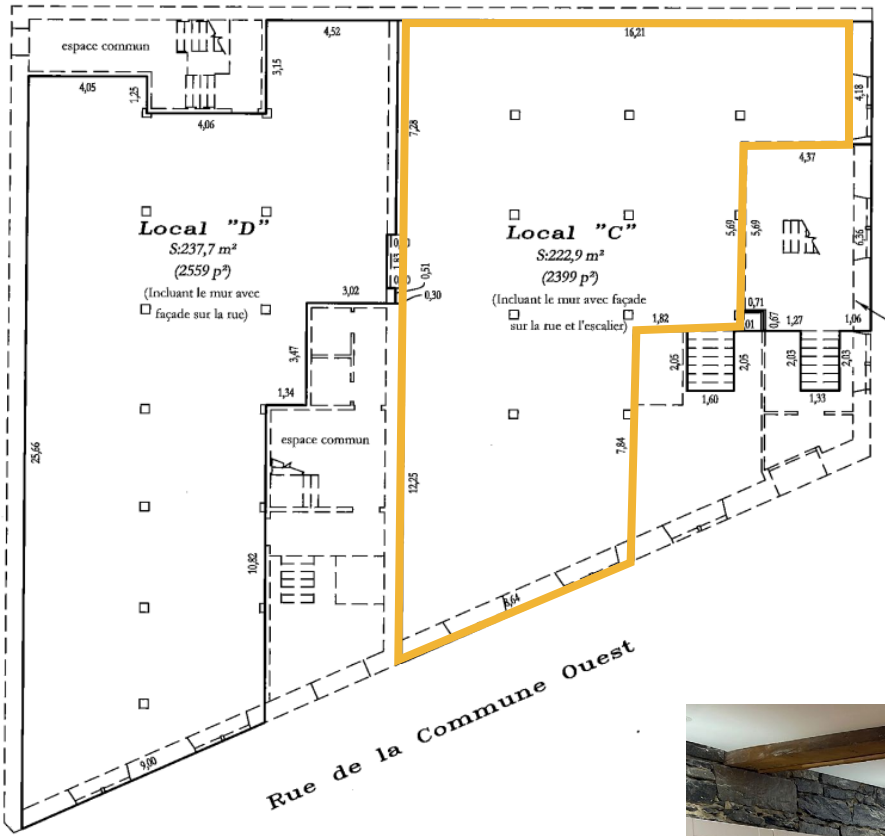 espace commun
4,52
16,21
3,15
4,05
1,25
4,18
4,06
7,28
4,37
Local "D"
S:237,7 m²
(2559 p²)
(Incluant le mur avec
façade sur la rue)
Local "C"
S:222,9 m²
(2399 p²)
(Incluant le mur avec façade
sur la rue et l'escalier)
5,69
5,69
6,36
1,83
0,51
0,30
3,02
0,71
0,67
1,82
1,27
1,06
3,47
2,05
2,05
2,03
2,03
1,34
1,60
1,33
espace commun
25,66
12,25
7,84
10,82
8,64
9,00
Rue de la Commune Ouest